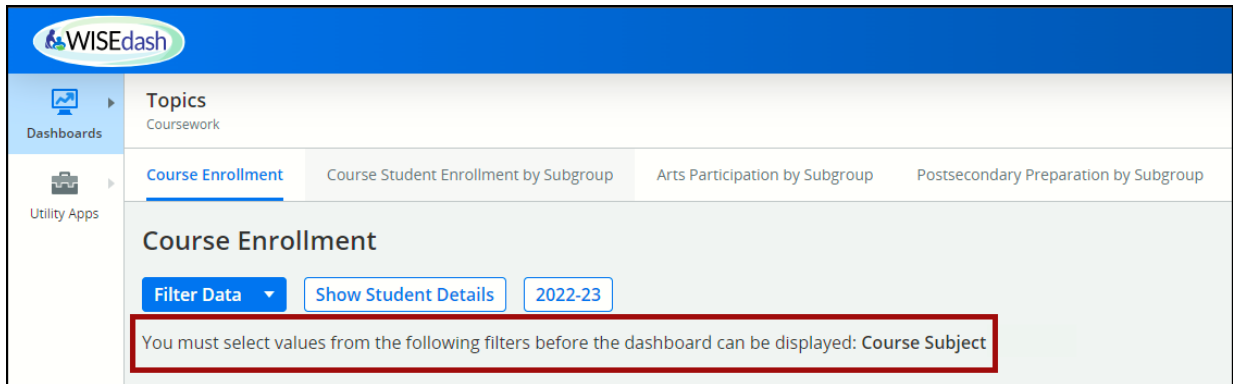 WISEdash
Dashboards
Utility Apps
Topics
Coursework
Course Enrollment
Course Student Enrollment by Subgroup
Arts Participation by Subgroup
Postsecondary Preparation by Subgroup
Course Enrollment
Filter Data
Show Student Details
2022-23
You must select values from the following filters before the dashboard can be displayed: Course Subject